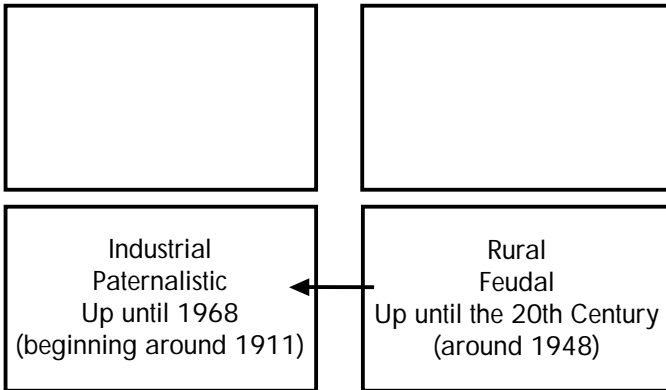 Industrial
Paternalistic
Up until 1968
(beginning around 1911)
Rural
Feudal
Up until the 20th Century
(around 1948)